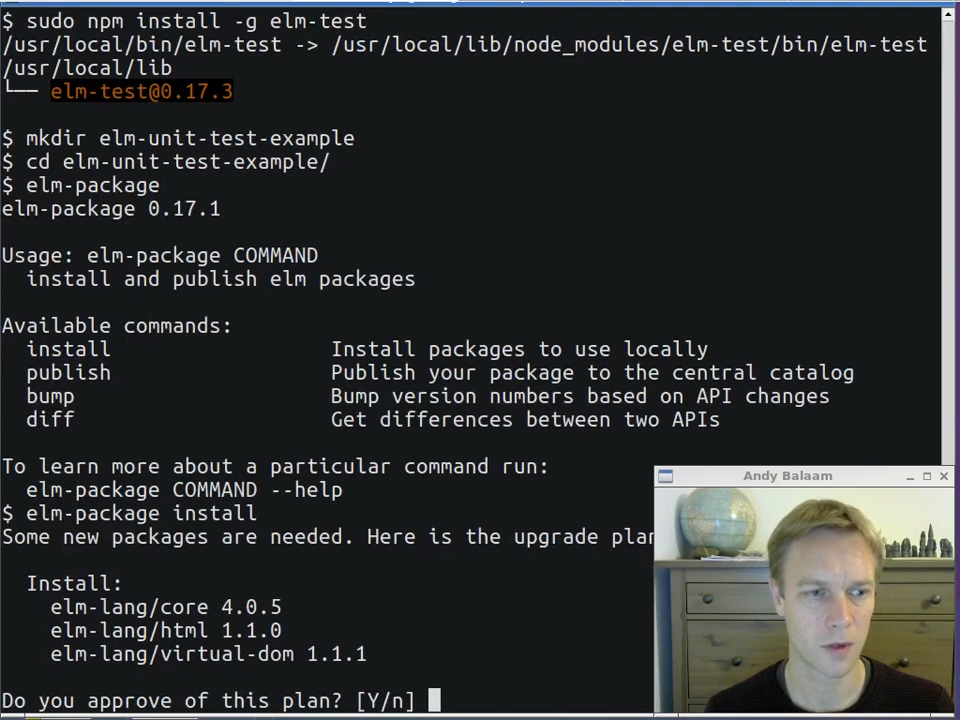 $ sudo npm install -g elm-test
/usr/local/bin/elm-test -> /usr/local/lib/node_modules/elm-test/bin/elm-test
/usr/local/lib
└── elm-test@0.17.3
$ mkdir elm-unit-test-example
$ cd elm-unit-test-example/
$ elm-package
elm-package 0.17.1
Usage: elm-package COMMAND
install and publish elm packages
Available commands:
install Install packages to use locally
publish Publish your package to the central catalog
bump Bump version numbers based on API changes
diff Get differences between two APIs
To learn more about a particular command run:
elm-package COMMAND --help
$ elm-package install
Some new packages are needed. Here is the upgrade plan
Install:
elm-lang/core 4.0.5
elm-lang/html 1.1.0
elm-lang/virtual-dom 1.1.1
Do you approve of this plan? [Y/n]
Andy Balaam